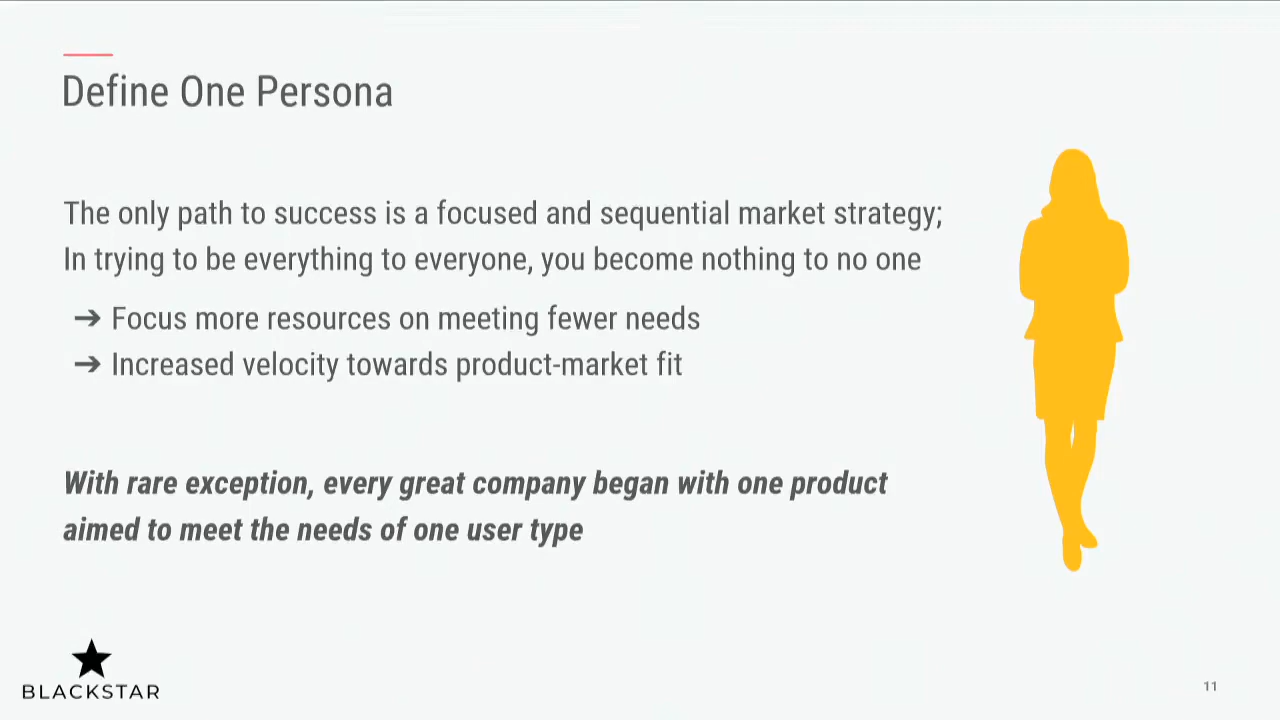 Define One Persona
The only path to success is a focused and sequential market strategy;
In trying to be everything to everyone, you become nothing to no one
➔ Focus more resources on meeting fewer needs
➔ Increased velocity towards product-market fit
With rare exception, every great company began with one product
aimed to meet the needs of one user type
BLACKSTAR
11